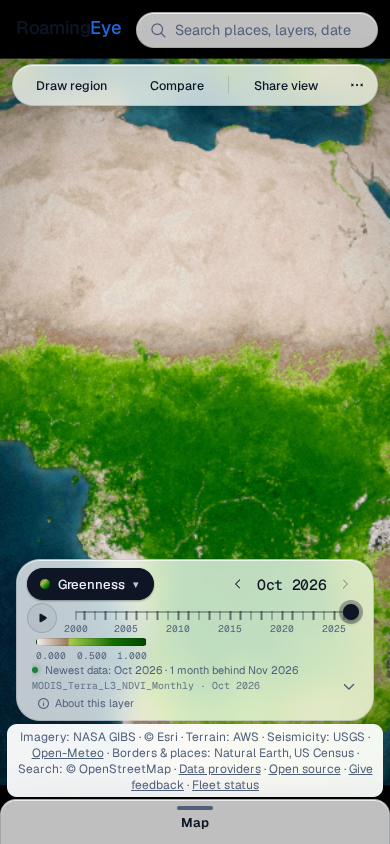 RoamingEye
Search places, layers, date
Draw region
Compare
Share view
...
Greenness ▾
Oct 2026
2000 2005 2010 2015 2020 2025
0.000 0.500 1.000
Newest data: Oct 2026 · 1 month behind Nov 2026
MODIS_Terra_L3_NDVI_Monthly · Oct 2026
About this layer
Imagery: NASA GIBS · © Esri · Terrain: AWS · Seismicity: USGS ·
Open-Meteo · Borders & places: Natural Earth, US Census ·
Search: © OpenStreetMap · Data providers · Open source · Give
feedback · Fleet status
Map